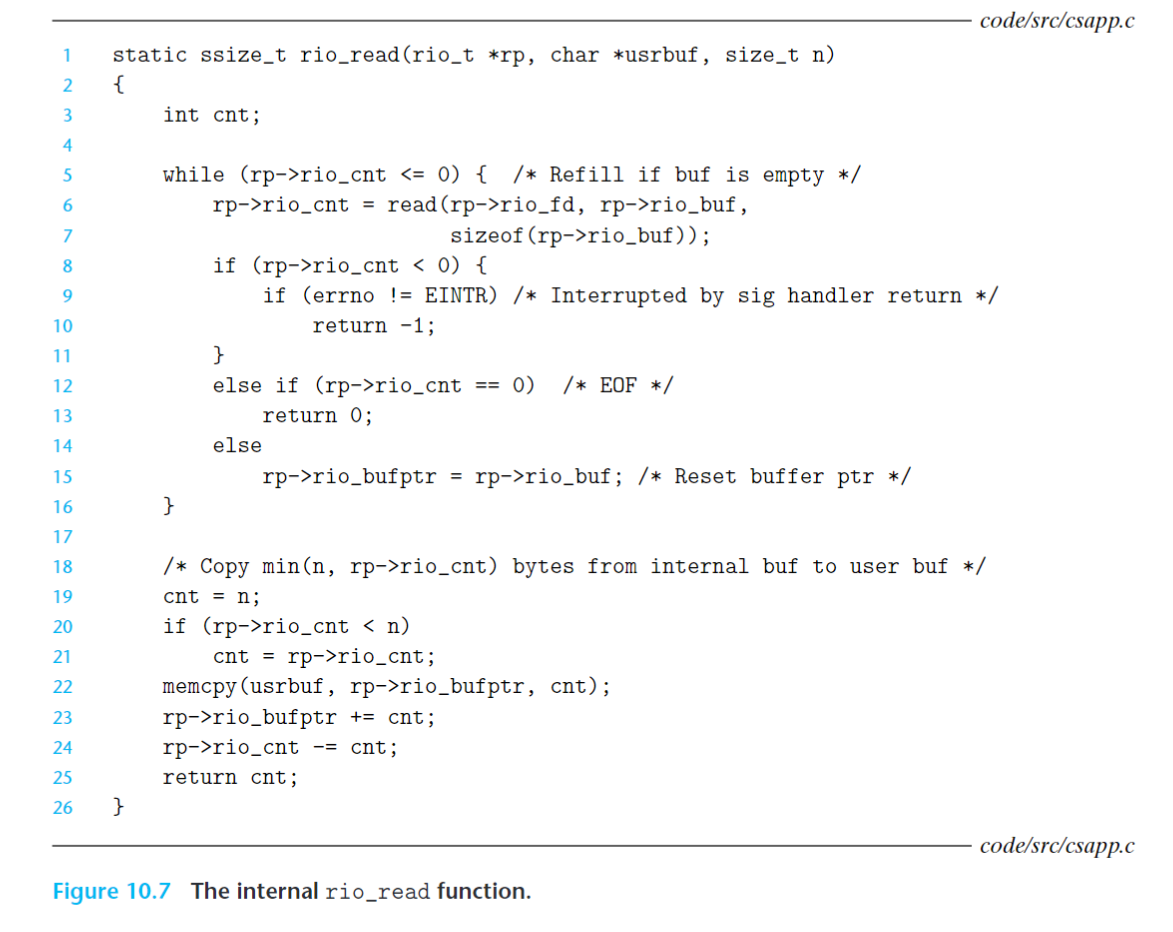 code/src/csapp.c
1 static ssize_t rio_read(rio_t *rp, char *usrbuf, size_t n)
2 {
3     int cnt;
4
5     while (rp->rio_cnt <= 0) {  /* Refill if buf is empty */
6         rp->rio_cnt = read(rp->rio_fd, rp->rio_buf,
7                            sizeof(rp->rio_buf));
8         if (rp->rio_cnt < 0) {
9             if (errno != EINTR) /* Interrupted by sig handler return */
10                 return -1;
11         }
12         else if (rp->rio_cnt == 0)  /* EOF */
13             return 0;
14         else
15             rp->rio_bufptr = rp->rio_buf; /* Reset buffer ptr */
16     }
17
18     /* Copy min(n, rp->rio_cnt) bytes from internal buf to user buf */
19     cnt = n;
20     if (rp->rio_cnt < n)
21         cnt = rp->rio_cnt;
22     memcpy(usrbuf, rp->rio_bufptr, cnt);
23     rp->rio_bufptr += cnt;
24     rp->rio_cnt -= cnt;
25     return cnt;
26 }
code/src/csapp.c
Figure 10.7 The internal rio_read function.